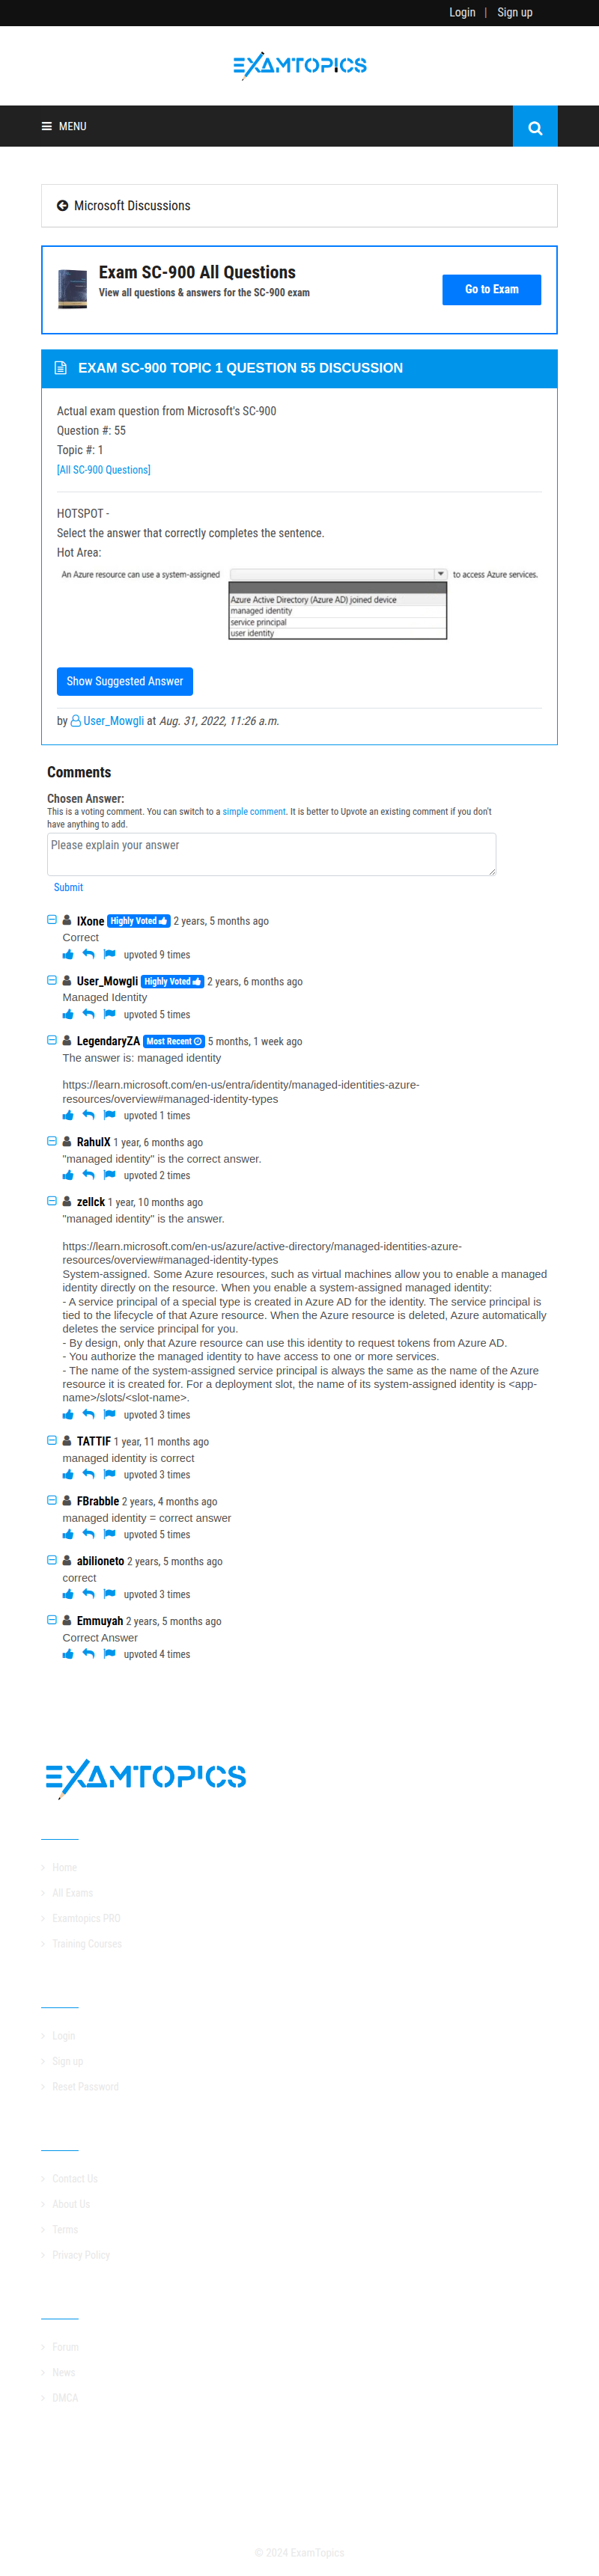 Login | Sign up
EXAMTOPICS
MENU
Microsoft Discussions
Exam SC-900 All Questions
View all questions & answers for the SC-900 exam
Go to Exam
EXAM SC-900 TOPIC 1 QUESTION 55 DISCUSSION
Actual exam question from Microsoft's SC-900
Question #: 55
Topic #: 1
[All SC-900 Questions]
HOTSPOT -
Select the answer that correctly completes the sentence.
Hot Area:
An Azure resource can use a system-assigned to access Azure services.
Azure Active Directory (Azure AD) joined device
managed identity
service principal
user identity
Show Suggested Answer
by User_Mowgli at Aug. 31, 2022, 11:26 a.m.
Comments
Chosen Answer:
This is a voting comment. You can switch to a simple comment. It is better to Upvote an existing comment if you don't
have anything to add.
Please explain your answer
Submit
IXone Highly Voted 2 years, 5 months ago
Correct
upvoted 9 times
User_Mowgli Highly Voted 2 years, 6 months ago
Managed Identity
upvoted 5 times
LegendaryZA Most Recent 5 months, 1 week ago
The answer is: managed identity
https://learn.microsoft.com/en-us/entra/identity/managed-identities-azure-
resources/overview#managed-identity-types
upvoted 1 times
RahulX 1 year, 6 months ago
"managed identity" is the correct answer.
upvoted 2 times
zellck 1 year, 10 months ago
"managed identity" is the answer.
https://learn.microsoft.com/en-us/azure/active-directory/managed-identities-azure-
resources/overview#managed-identity-types
System-assigned. Some Azure resources, such as virtual machines allow you to enable a managed
identity directly on the resource. When you enable a system-assigned managed identity:
- A service principal of a special type is created in Azure AD for the identity. The service principal is
tied to the lifecycle of that Azure resource. When the Azure resource is deleted, Azure automatically
deletes the service principal for you.
- By design, only that Azure resource can use this identity to request tokens from Azure AD.
- You authorize the managed identity to have access to one or more services.
- The name of the system-assigned service principal is always the same as the name of the Azure
resource it is created for. For a deployment slot, the name of its system-assigned identity is <app-
name>/slots/<slot-name>.
upvoted 3 times
TATTIF 1 year, 11 months ago
managed identity is correct
upvoted 3 times
FBrabble 2 years, 4 months ago
managed identity = correct answer
upvoted 5 times
abilioneto 2 years, 5 months ago
correct
upvoted 3 times
Emmuyah 2 years, 5 months ago
Correct Answer
upvoted 4 times
EXAMTOPICS
Home
All Exams
Examtopics PRO
Training Courses
Login
Sign up
Reset Password
Contact Us
About Us
Terms
Privacy Policy
Forum
News
DMCA
© 2024 ExamTopics